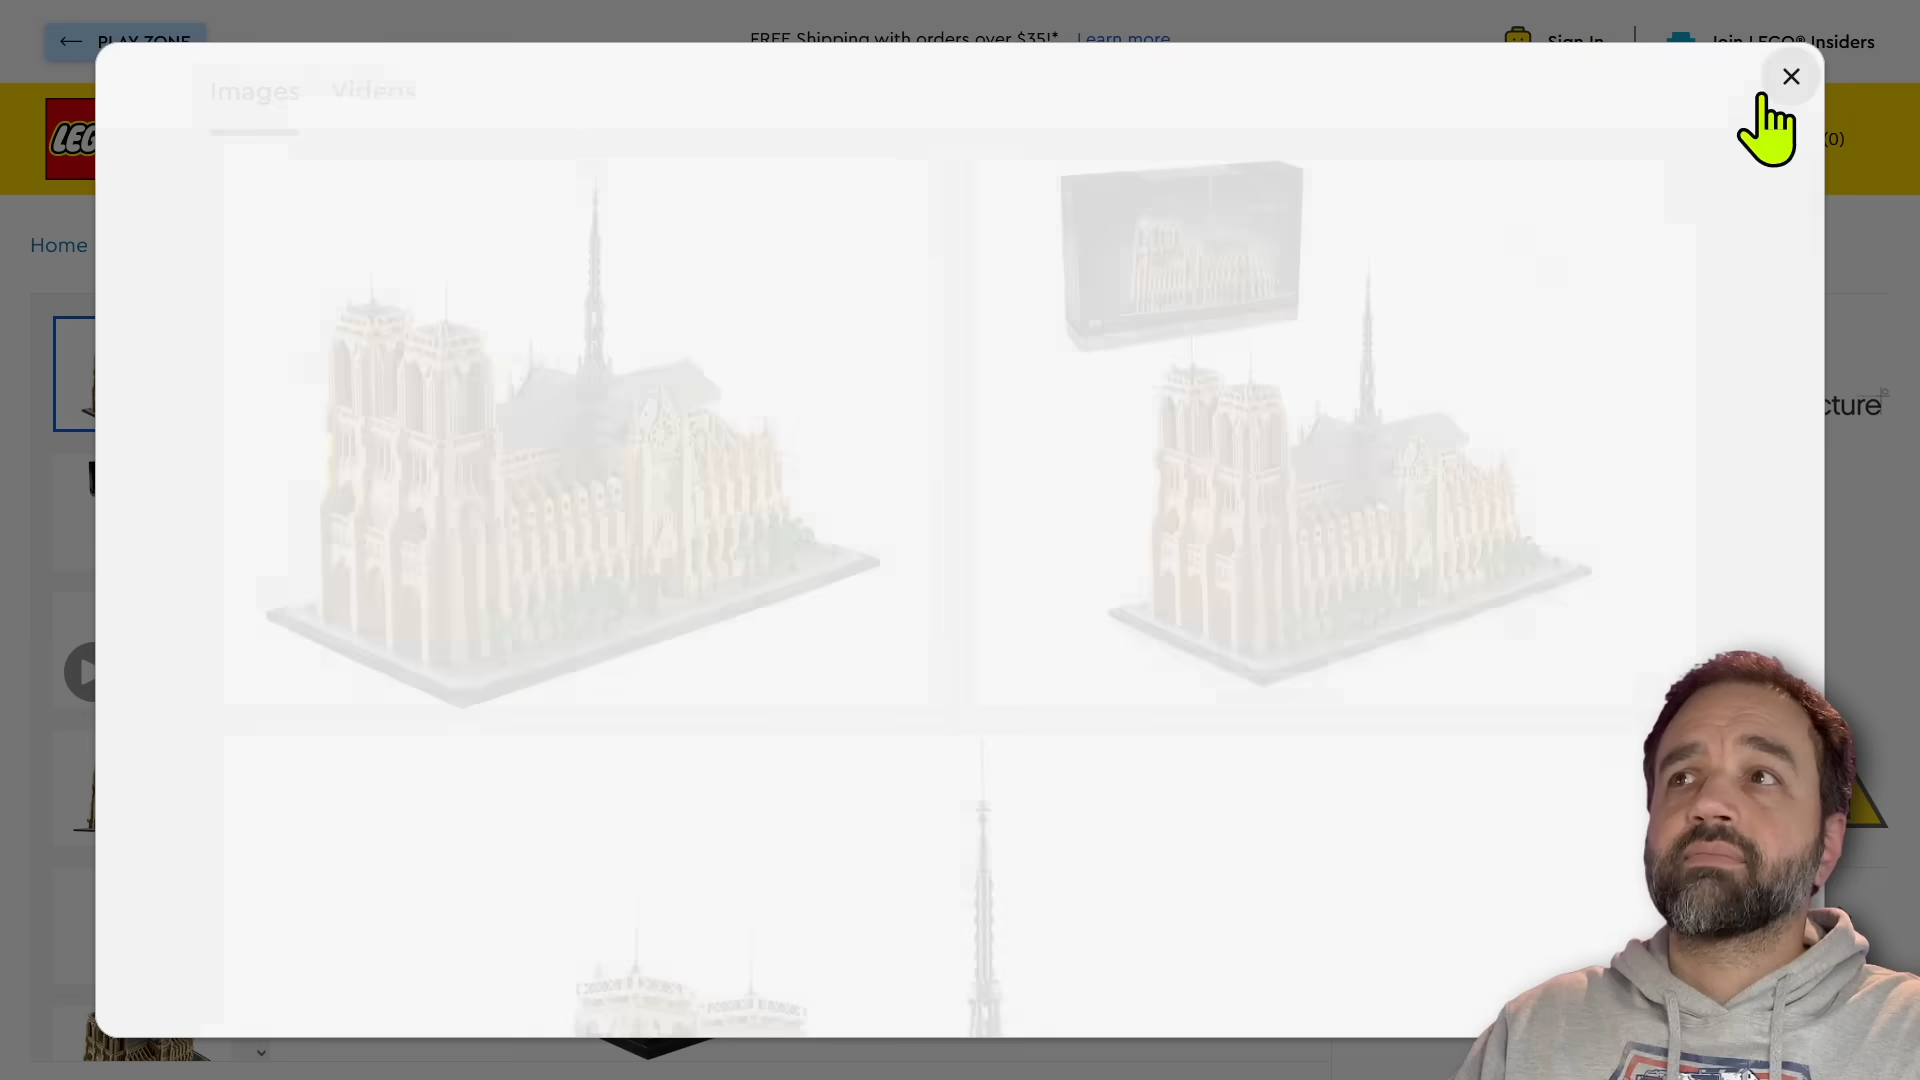 PLAY ZONE
FREE Shipping with orders over $35!* Learn more
Sign In
Join LEGO® Insiders
Images
Videos
LEG
(0)
Home
cture